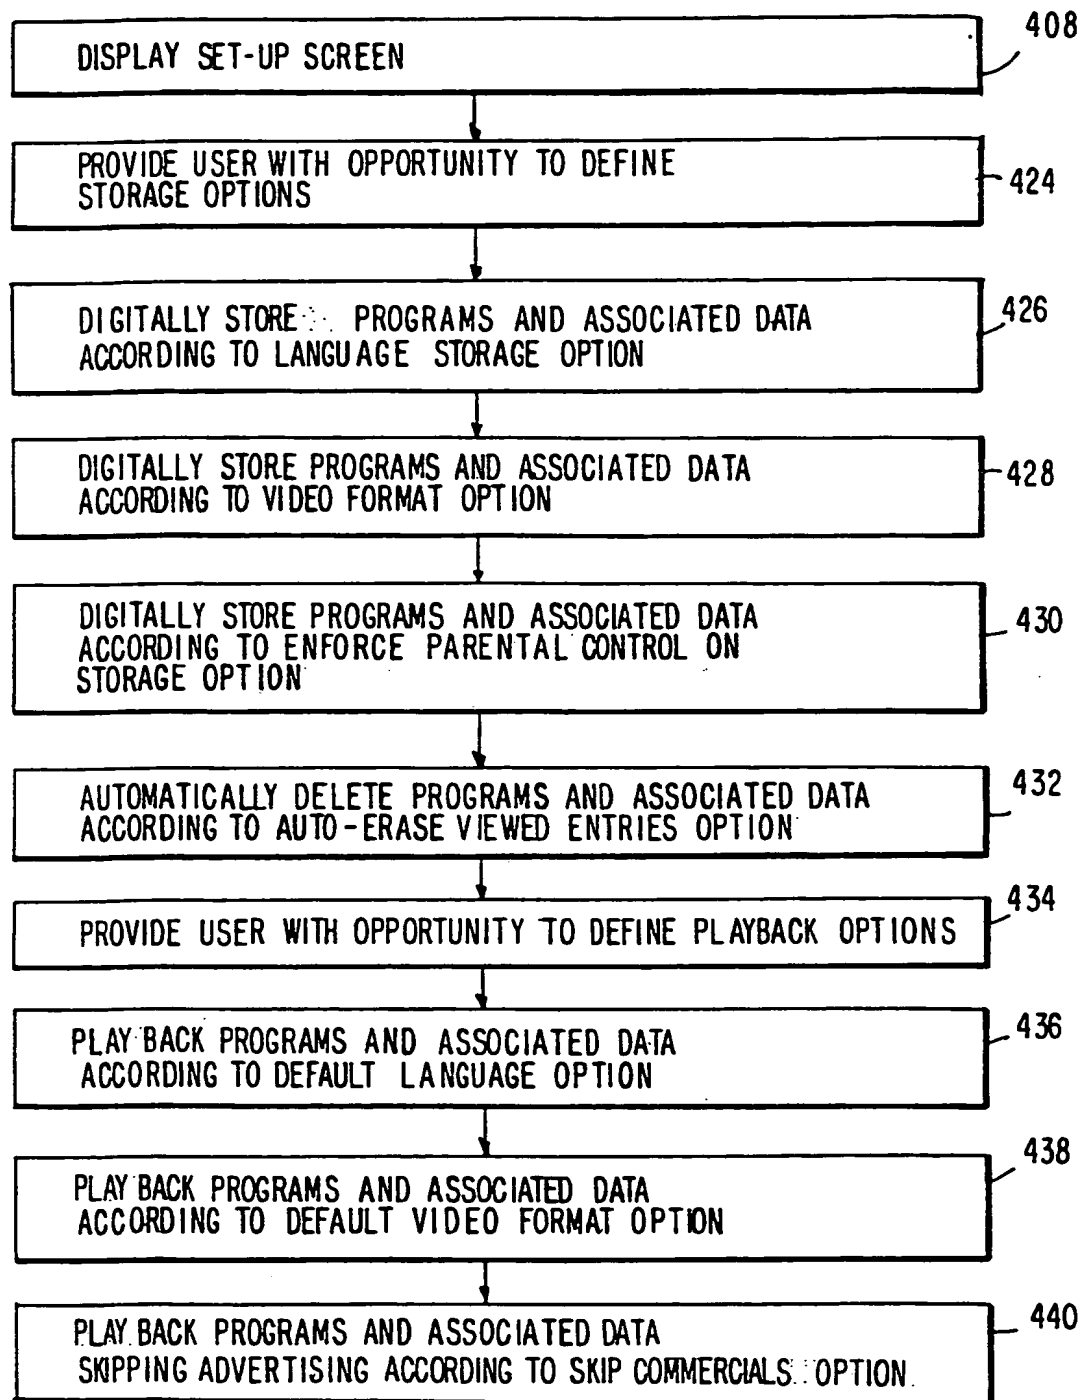 DISPLAY SET-UP SCREEN
408
PROVIDE USER WITH OPPORTUNITY TO DEFINE
STORAGE OPTIONS
424
DIGITALLY STORE PROGRAMS AND ASSOCIATED DATA
ACCORDING TO LANGUAGE STORAGE OPTION
426
DIGITALLY STORE PROGRAMS AND ASSOCIATED DATA
ACCORDING TO VIDEO FORMAT OPTION
428
DIGITALLY STORE PROGRAMS AND ASSOCIATED DATA
ACCORDING TO ENFORCE PARENTAL CONTROL ON
STORAGE OPTION
430
AUTOMATICALLY DELETE PROGRAMS AND ASSOCIATED DATA
ACCORDING TO AUTO-ERASE VIEWED ENTRIES OPTION
432
PROVIDE USER WITH OPPORTUNITY TO DEFINE PLAYBACK OPTIONS
434
PLAY BACK PROGRAMS AND ASSOCIATED DATA
ACCORDING TO DEFAULT LANGUAGE OPTION
436
PLAY BACK PROGRAMS AND ASSOCIATED DATA
ACCORDING TO DEFAULT VIDEO FORMAT OPTION
438
PLAY BACK PROGRAMS AND ASSOCIATED DATA
SKIPPING ADVERTISING ACCORDING TO SKIP COMMERCIALS OPTION
440